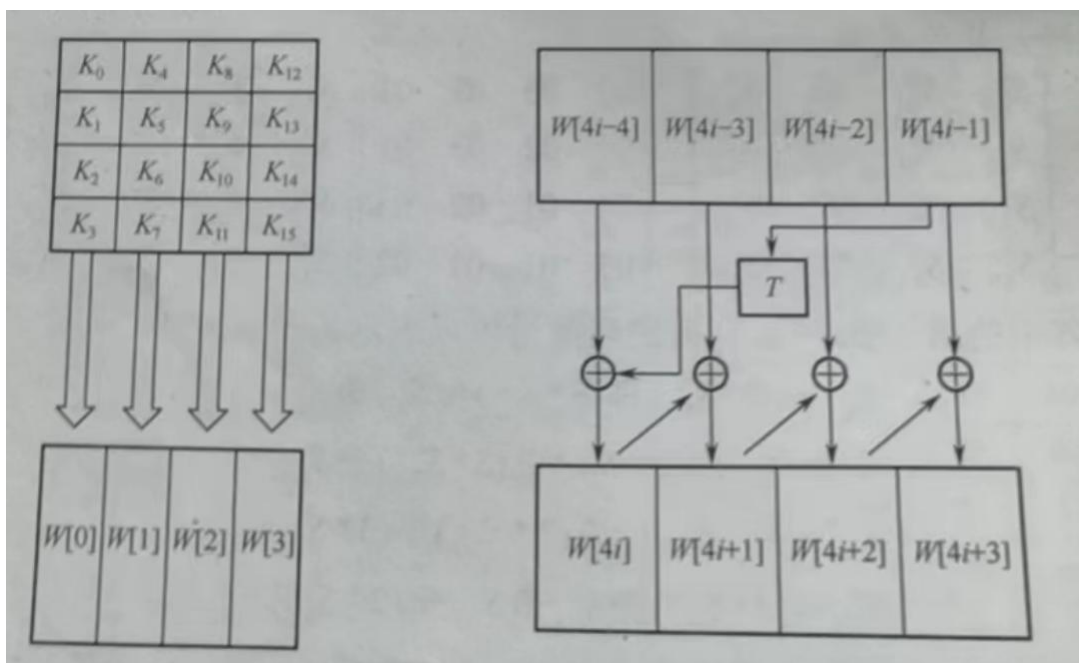 K₀ K₄ K₈ K₁₂
K₁ K₅ K₉ K₁₃
K₂ K₆ K₁₀ K₁₄
K₃ K₇ K₁₁ K₁₅
W[0] W[1] W[2] W[3]
W[4i−4] W[4i−3] W[4i−2] W[4i−1]
T
W[4i] W[4i+1] W[4i+2] W[4i+3]